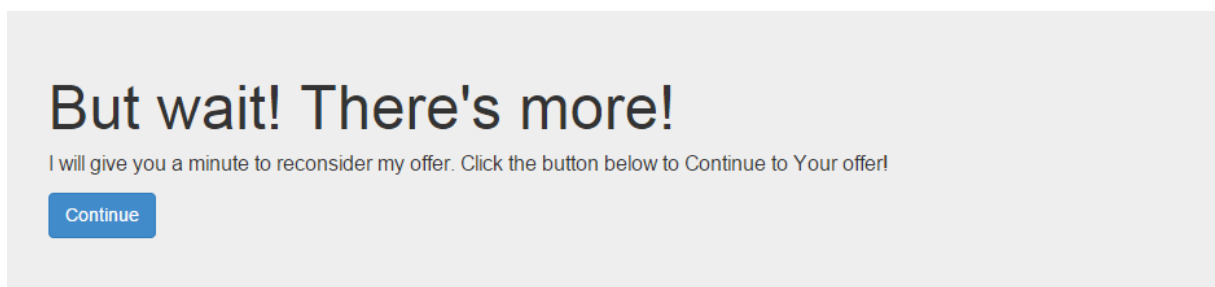 But wait! There's more!
I will give you a minute to reconsider my offer. Click the button below to Continue to Your offer!
Continue